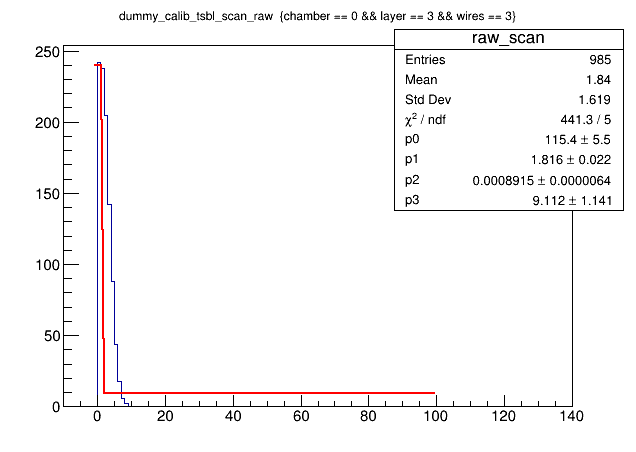 dummy_calib_tsbl_scan_raw {chamber == 0 && layer == 3 && wires == 3}
raw_scan
Entries 985
Mean 1.84
Std Dev 1.619
χ² / ndf 441.3 / 5
p0 115.4 ± 5.5
p1 1.816 ± 0.022
p2 0.0008915 ± 0.0000064
p3 9.112 ± 1.141
250
200
150
100
50
0
0 20 40 60 80 100 120 140